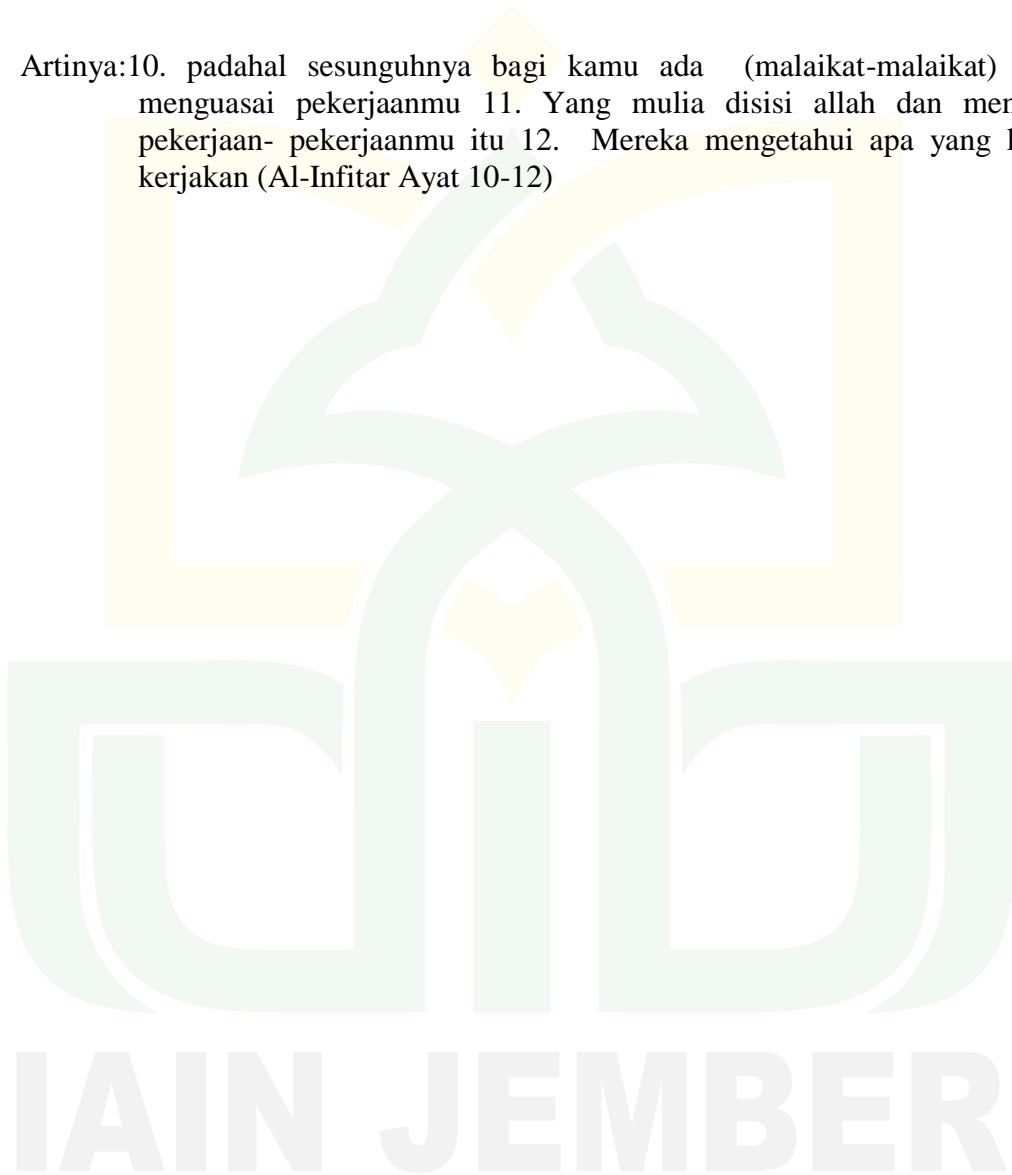 Artinya:10. padahal sesunguhnya bagi kamu ada (malaikat-malaikat)
menguasai pekerjaanmu 11. Yang mulia disisi allah dan
pekerjaan- pekerjaanmu itu 12. Mereka mengetahui apa yang
kerjakan (Al-Infitar Ayat 10-12)
IAIN JEMBER